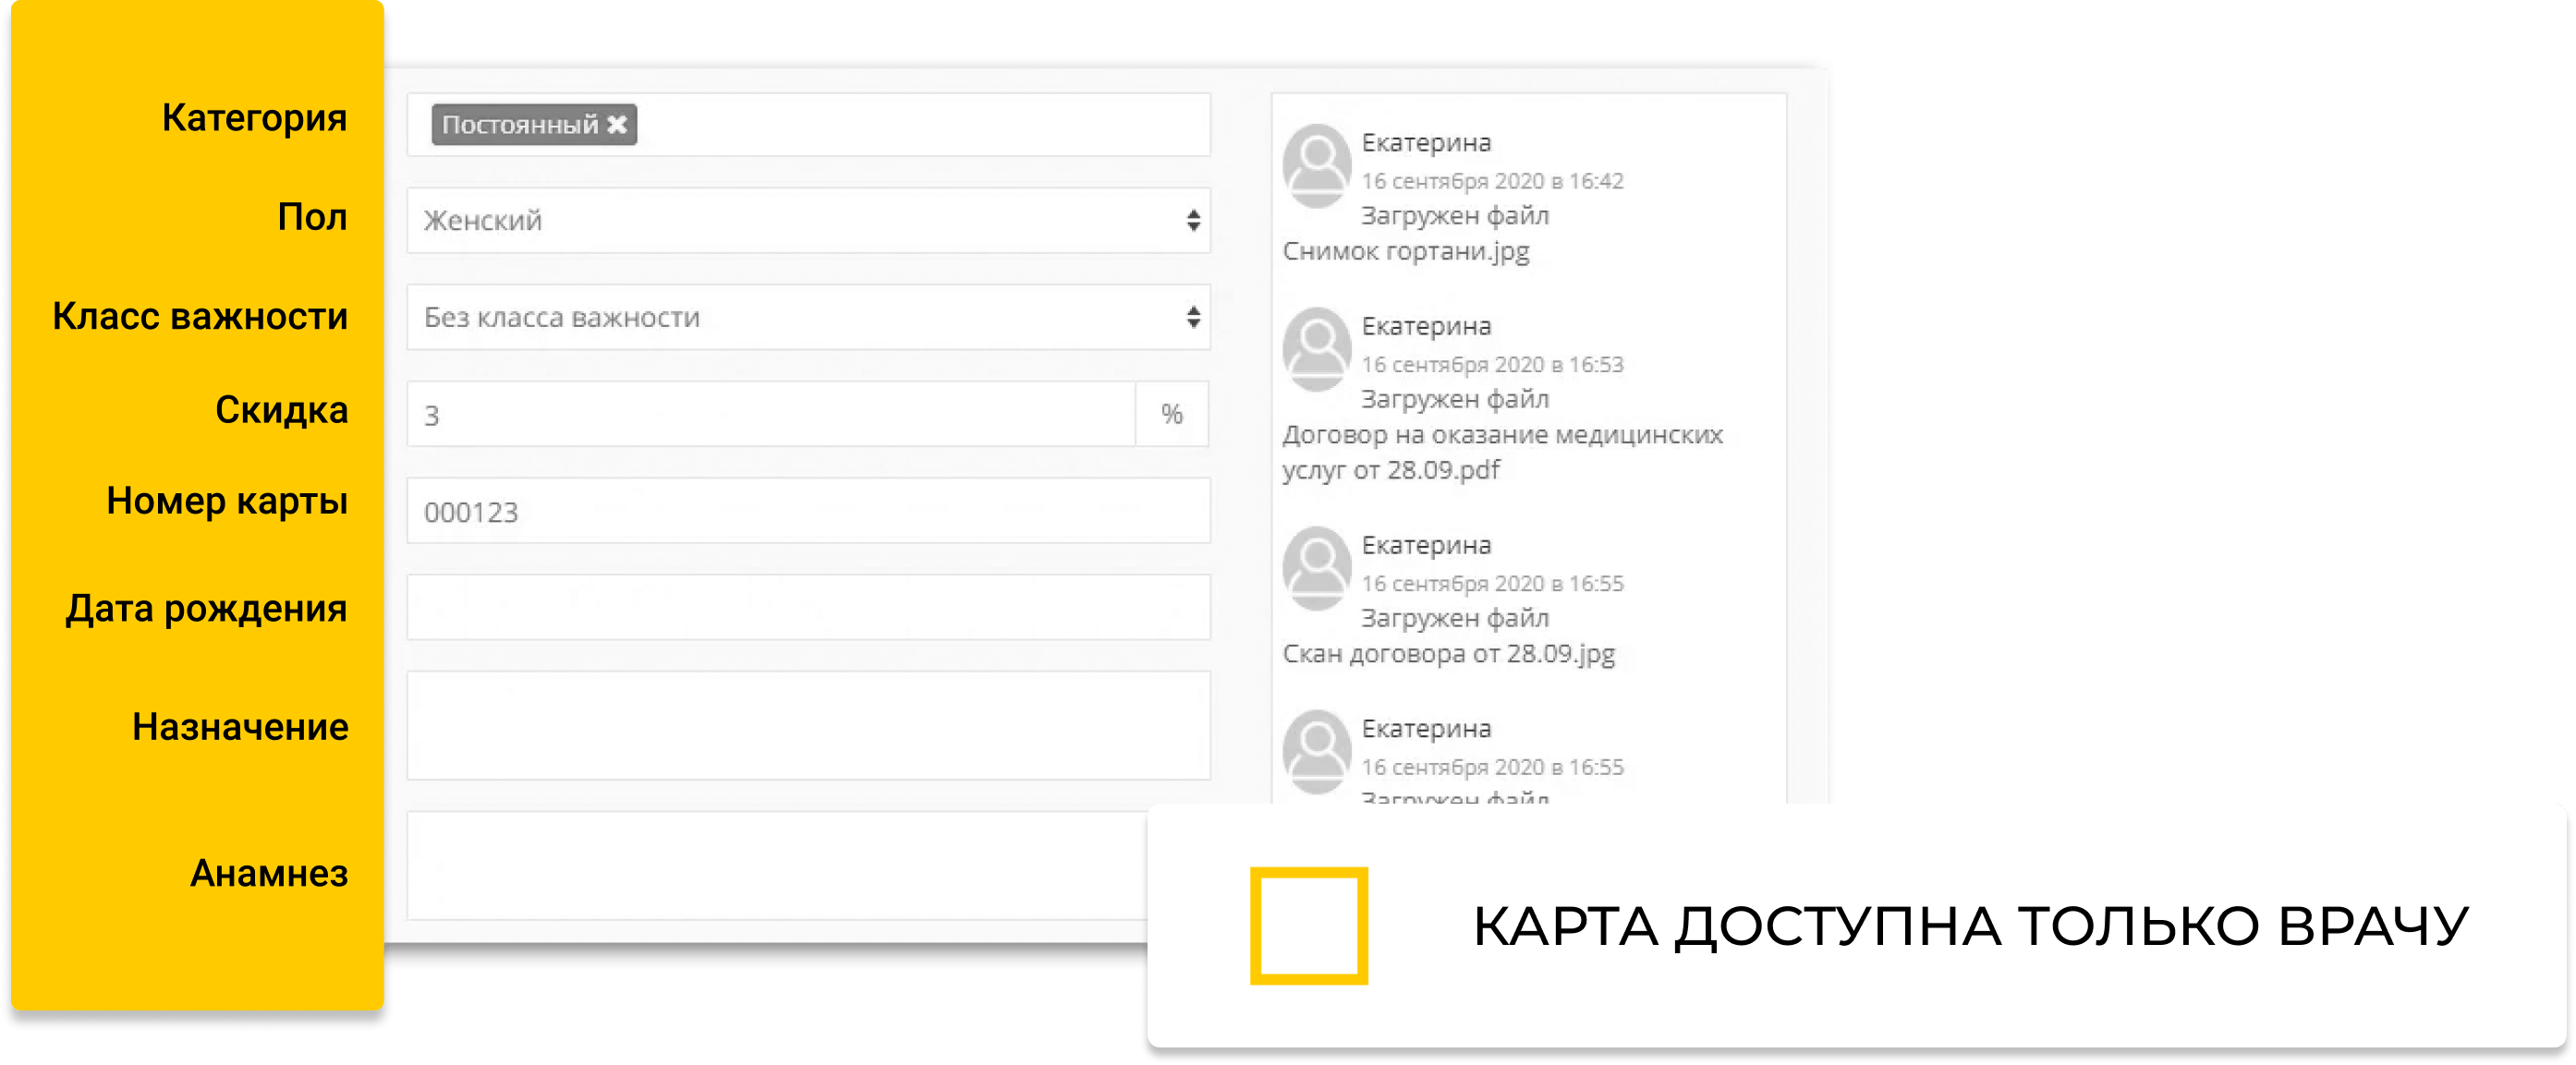 Категория
Постоянный ✖
Пол
Женский
Класс важности
Без класса важности
Скидка
3 %
Номер карты
000123
Дата рождения
Назначение
Анамнез
Екатерина
16 сентября 2020 в 16:42
Загружен файл
Снимок гортани.jpg
Екатерина
16 сентября 2020 в 16:53
Загружен файл
Договор на оказание медицинских
услуг от 28.09.pdf
Екатерина
16 сентября 2020 в 16:55
Загружен файл
Скан договора от 28.09.jpg
Екатерина
16 сентября 2020 в 16:55
Загружен файл
КАРТА ДОСТУПНА ТОЛЬКО ВРАЧУ